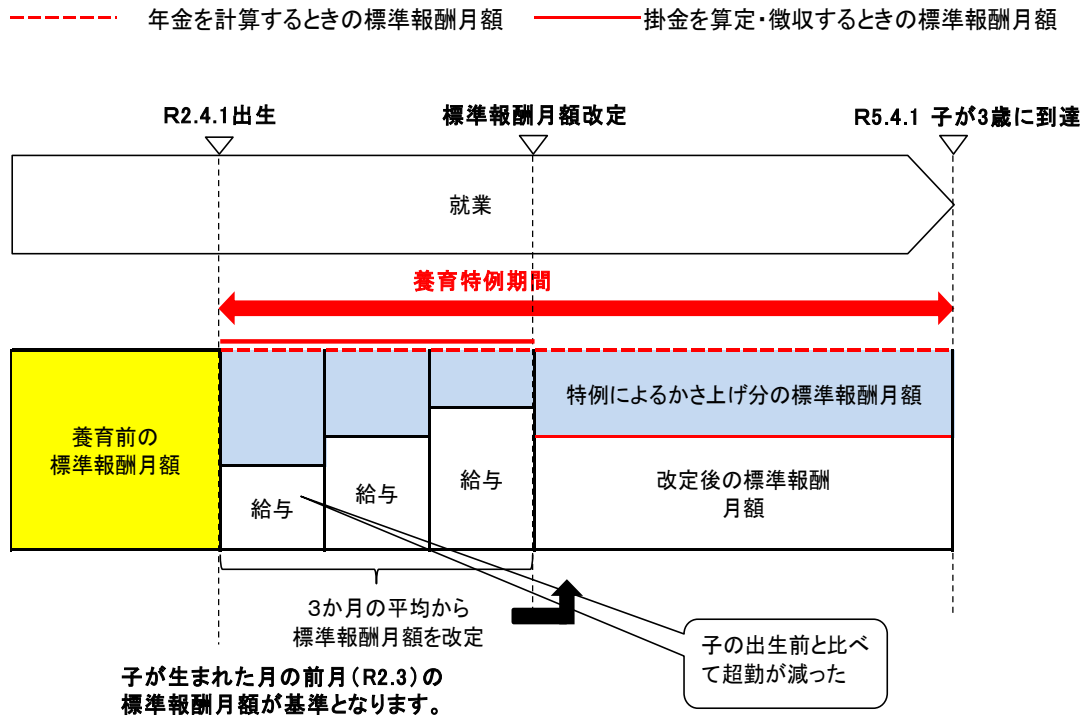 年金を計算するときの標準報酬月額
掛金を算定・徴収するときの標準報酬月額
R2.4.1出生
標準報酬月額改定
R5.4.1 子が3歳に到達
就業
養育特例期間
養育前の
標準報酬月額
特例によるかさ上げ分の標準報酬月額
給与
給与
給与
改定後の標準報酬
月額
3か月の平均から
標準報酬月額を改定
子の出生前と比べ
て超勤が減った
子が生まれた月の前月(R2.3)の
標準報酬月額が基準となります。